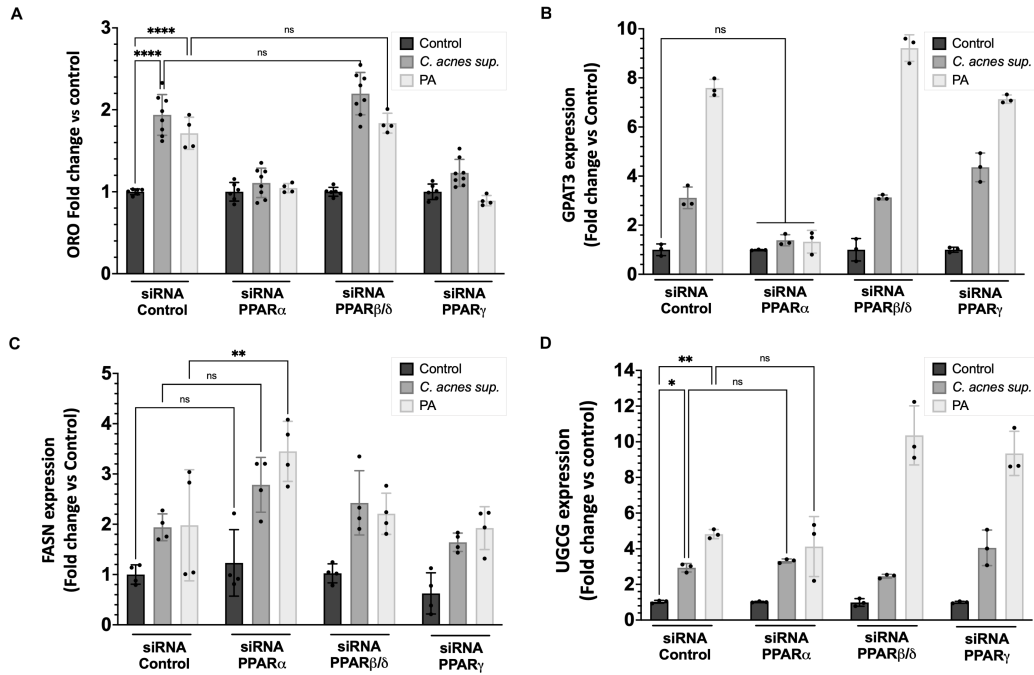 A
ORO Fold change vs control
3
2
1
0
****
****
ns
ns
Control
C. acnes sup.
PA
siRNA Control
siRNA PPARα
siRNA PPARβ/δ
siRNA PPARγ
B
GPAT3 expression
(Fold change vs Control)
10
8
6
4
2
0
ns
Control
C. acnes sup.
PA
siRNA Control
siRNA PPARα
siRNA PPARβ/δ
siRNA PPARγ
C
FASN expression
(Fold change vs Control)
5
4
3
2
1
0
**
ns
ns
Control
C. acnes sup.
PA
siRNA Control
siRNA PPARα
siRNA PPARβ/δ
siRNA PPARγ
D
UGCG expression
(Fold change vs control)
14
12
10
8
6
4
2
0
**
ns
*
ns
Control
C. acnes sup.
PA
siRNA Control
siRNA PPARα
siRNA PPARβ/δ
siRNA PPARγ